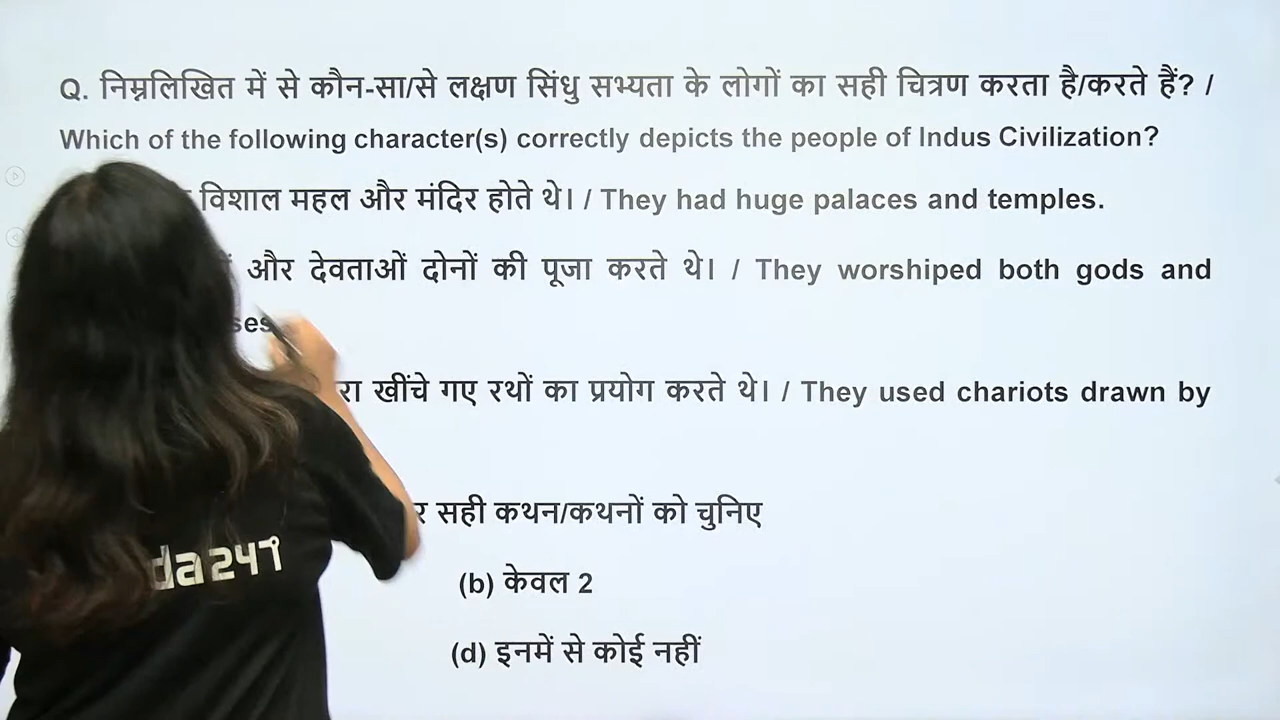 Q. निम्नलिखित में से कौन-सा/से लक्षण सिंधु सभ्यता के लोगों का सही चित्रण करता है/करते हैं? /
Which of the following character(s) correctly depicts the people of Indus Civilization?
विशाल महल और मंदिर होते थे। / They had huge palaces and temples.
और देवताओं दोनों की पूजा करते थे। / They worshiped both gods and
खींचे गए रथों का प्रयोग करते थे। / They used chariots drawn by
सही कथन/कथनों को चुनिए
(b) केवल 2
(d) इनमें से कोई नहीं
da247